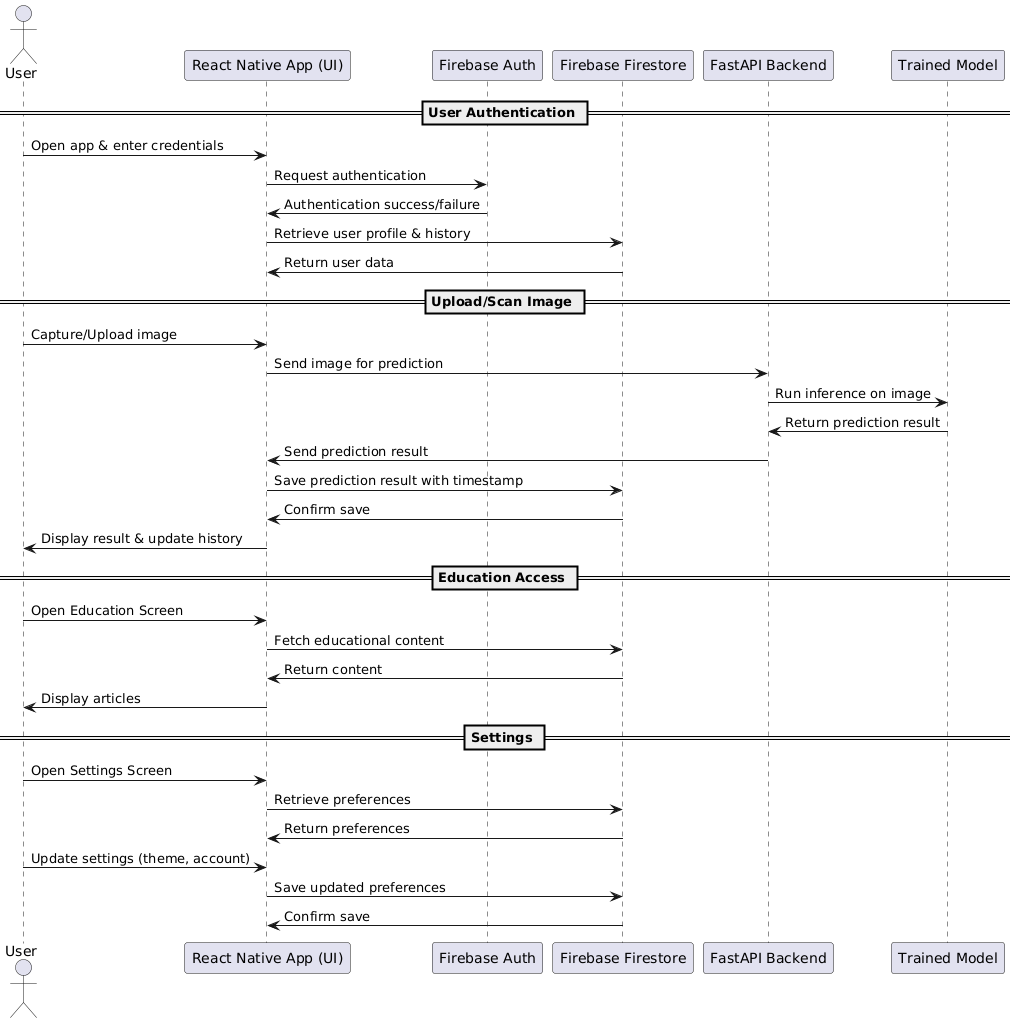 User
React Native App (UI)
Firebase Auth
Firebase Firestore
FastAPI Backend
Trained Model
User Authentication
Open app & enter credentials
Request authentication
Authentication success/failure
Retrieve user profile & history
Return user data
Upload/Scan Image
Capture/Upload image
Send image for prediction
Run inference on image
Return prediction result
Send prediction result
Save prediction result with timestamp
Confirm save
Display result & update history
Education Access
Open Education Screen
Fetch educational content
Return content
Display articles
Settings
Open Settings Screen
Retrieve preferences
Return preferences
Update settings (theme, account)
Save updated preferences
Confirm save
User
React Native App (UI)
Firebase Auth
Firebase Firestore
FastAPI Backend
Trained Model